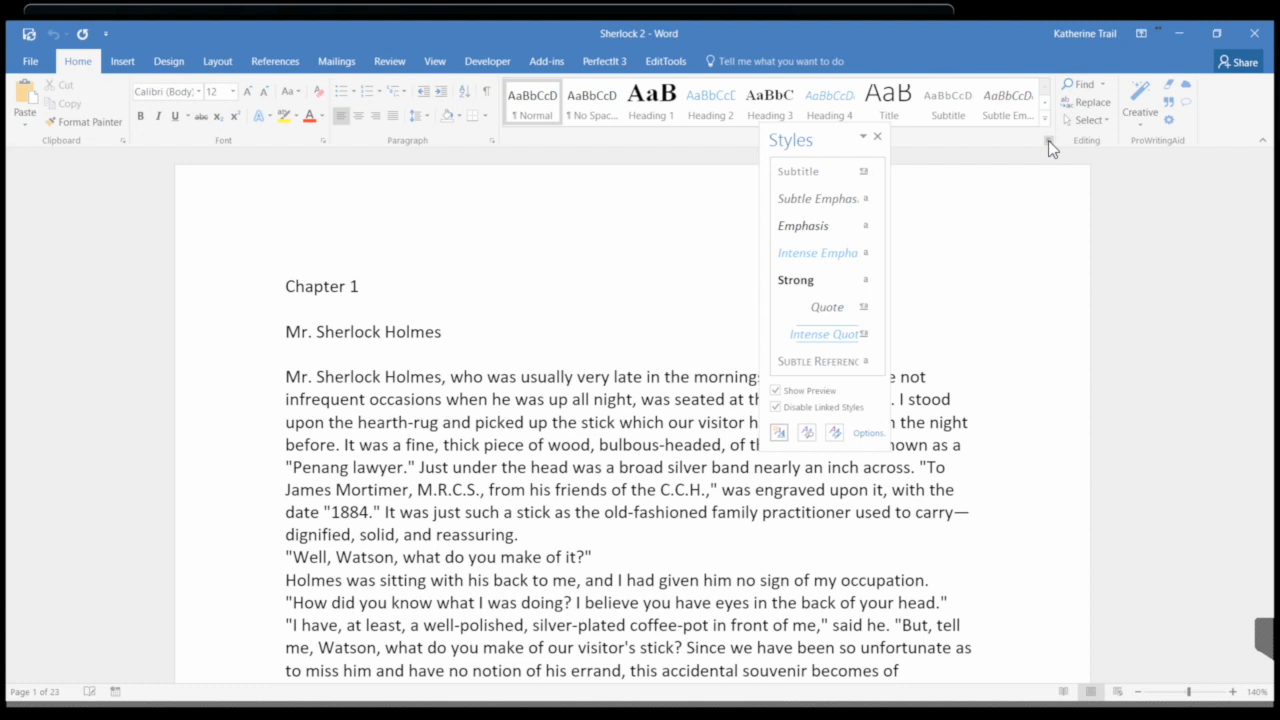 Sherlock 2 - Word
Katherine Trail
File Home Insert Design Layout References Mailings Review View Developer Add-ins PerfectIt 3 EditTools Tell me what you want to do Share
Paste
Cut
Copy
Format Painter
Clipboard
Calibri (Body) 12
Font
Paragraph
AaBbCcD AaBbCcD AaB AaBbCcD AaBbC AaBbCcD AaB AaBbCcD AaBbCcD
¶ Normal ¶ No Spac... Heading 1 Heading 2 Heading 3 Heading 4 Title Subtitle Subtle Em...
Find
Replace
Select
Editing
Creative
ProWritingAid
Styles
Subtitle
Subtle Emphas
Emphasis
Intense Empha
Strong
Quote
Intense Quot
Subtle Referenc
Show Preview
Disable Linked Styles
Options.
Chapter 1
Mr. Sherlock Holmes
Mr. Sherlock Holmes, who was usually very late in the mornings e not
infrequent occasions when he was up all night, was seated at th . I stood
upon the hearth-rug and picked up the stick which our visitor h n the night
before. It was a fine, thick piece of wood, bulbous-headed, of th nown as a
"Penang lawyer." Just under the head was a broad silver band nearly an inch across. "To
James Mortimer, M.R.C.S., from his friends of the C.C.H.," was engraved upon it, with the
date "1884." It was just such a stick as the old-fashioned family practitioner used to carry—
dignified, solid, and reassuring.
"Well, Watson, what do you make of it?"
Holmes was sitting with his back to me, and I had given him no sign of my occupation.
"How did you know what I was doing? I believe you have eyes in the back of your head."
"I have, at least, a well-polished, silver-plated coffee-pot in front of me," said he. "But, tell
me, Watson, what do you make of our visitor's stick? Since we have been so unfortunate as
to miss him and have no notion of his errand, this accidental souvenir becomes of
Page 1 of 23
140%